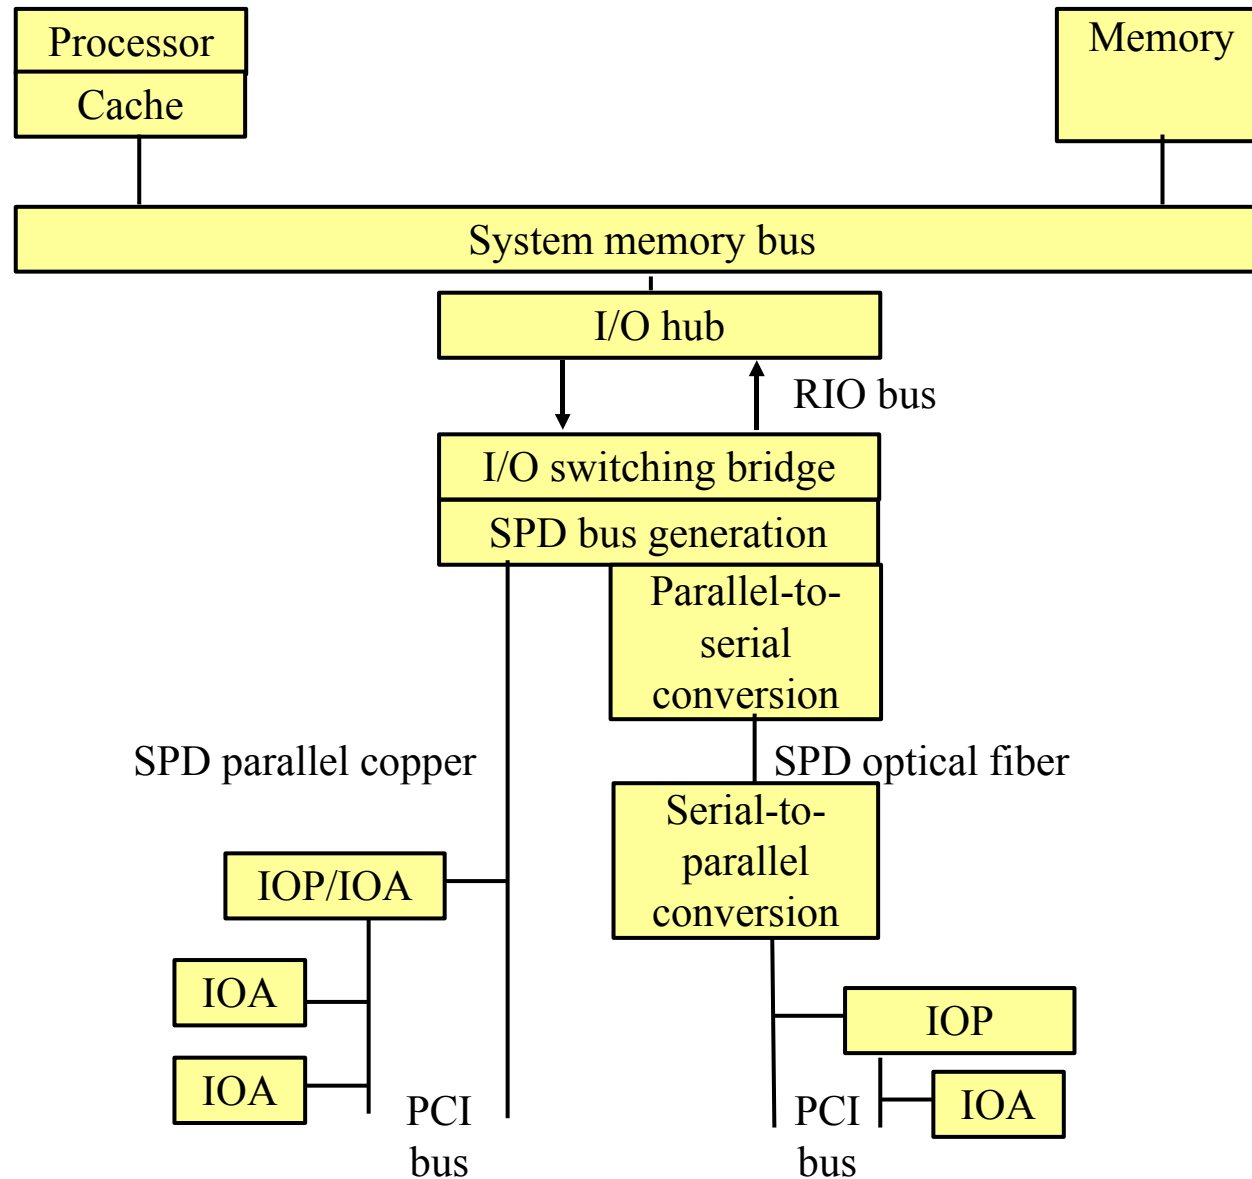 Processor
Memory
Cache
System memory bus
I/O hub
RIO bus
I/O switching bridge
SPD bus generation
Parallel-to-
serial
conversion
SPD parallel copper
SPD optical fiber
Serial-to-
parallel
conversion
IOP/IOA
IOA
IOP
IOA
IOA
PCI
bus
PCI
bus